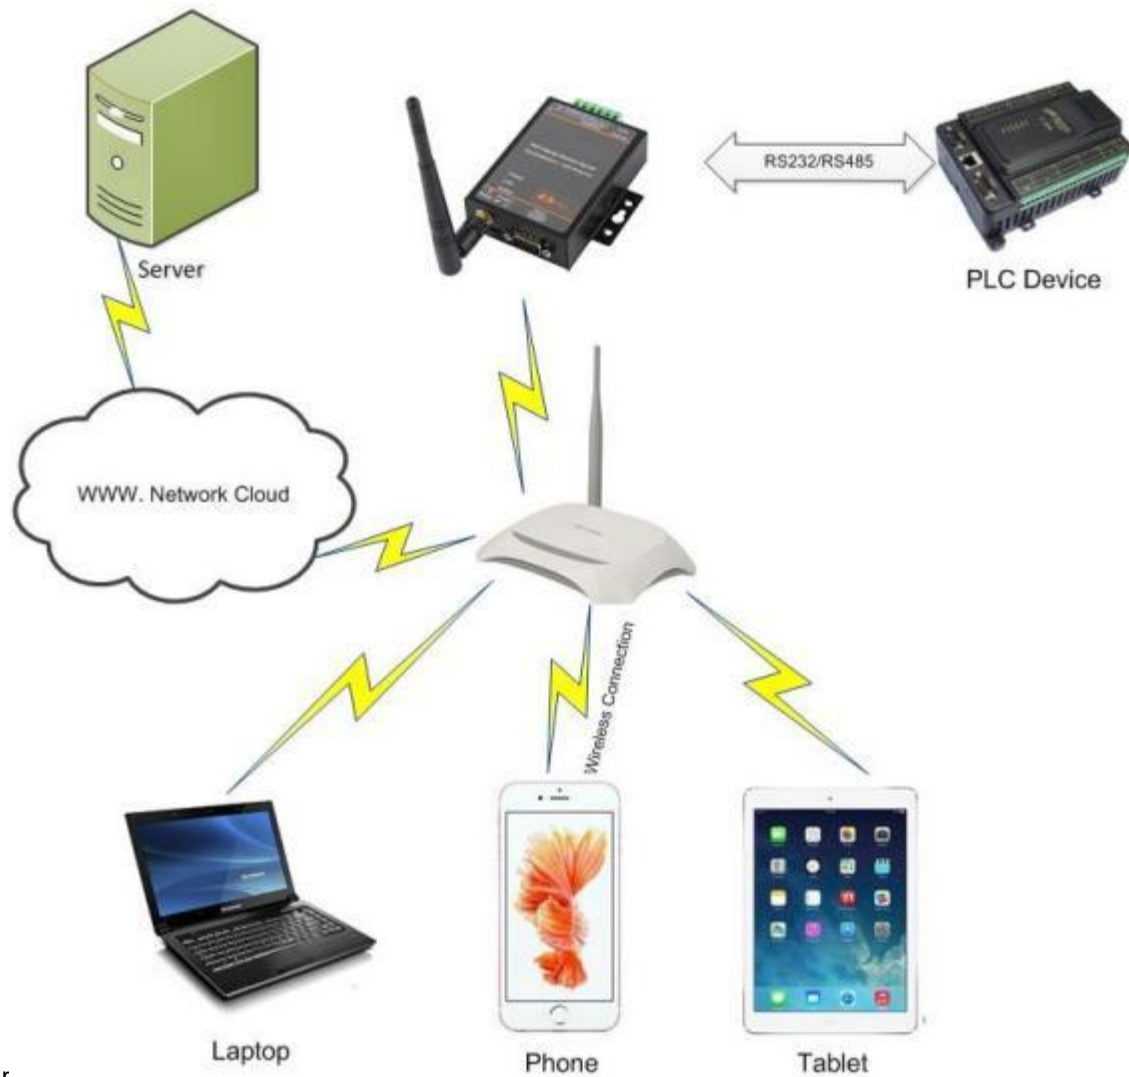 Server
RS232/RS485
PLC Device
WWW. Network Cloud
Wireless Connection
Laptop
Phone
Tablet
r